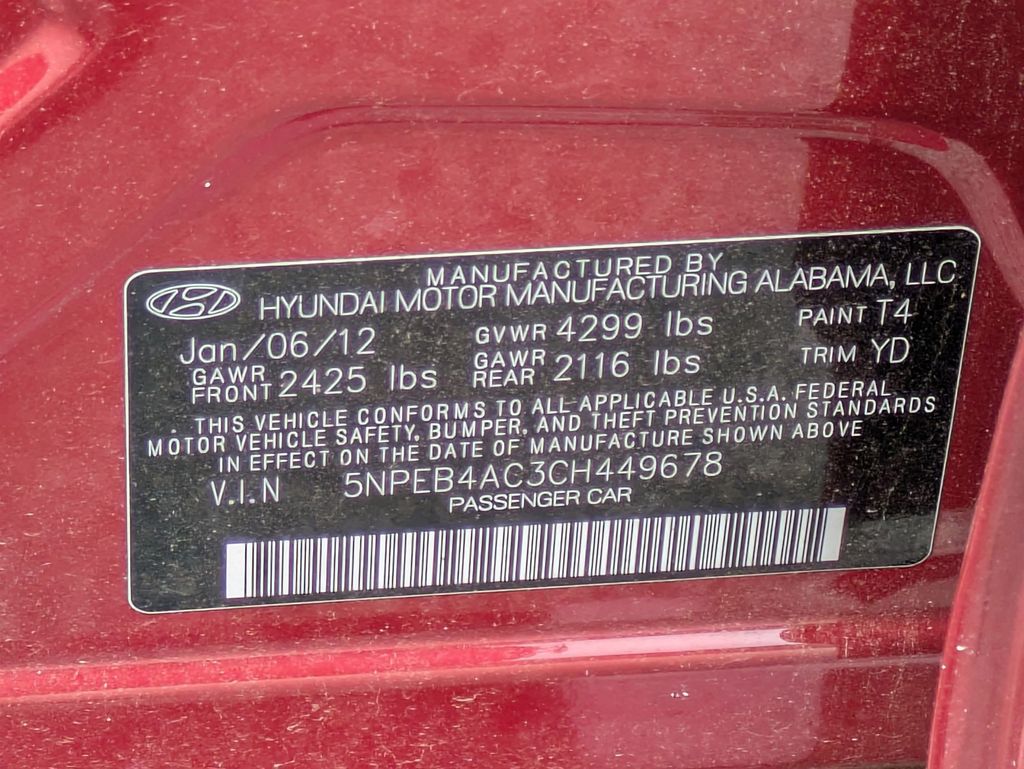 MANUFACTURED BY
HYUNDAI MOTOR MANUFACTURING ALABAMA, LLC
Jan/06/12 GVWR 4299 lbs PAINT T4
GAWR FRONT 2425 lbs GAWR REAR 2116 lbs TRIM YD
THIS VEHICLE CONFORMS TO ALL APPLICABLE U.S.A. FEDERAL
MOTOR VEHICLE SAFETY, BUMPER, AND THEFT PREVENTION STANDARDS
IN EFFECT ON THE DATE OF MANUFACTURE SHOWN ABOVE
V.I.N 5NPEB4AC3CH449678
PASSENGER CAR